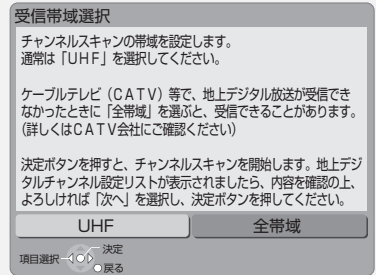 受信帯域選択
チャンネルスキャンの帯域を設定します。
通常は「UHF」を選択してください。
ケーブルテレビ（CATV）等で、地上デジタル放送が受信でき
なかったときに「全帯域」を選ぶと、受信できることがあります。
(詳しくはCATV会社にご確認ください)
決定ボタンを押すと、チャンネルスキャンを開始します。地上デジ
タルチャンネル設定リストが表示されましたら、内容を確認の上、
よろしければ「次へ」を選択し、決定ボタンを押してください。
UHF 全帯域
決定
項目選択
戻る